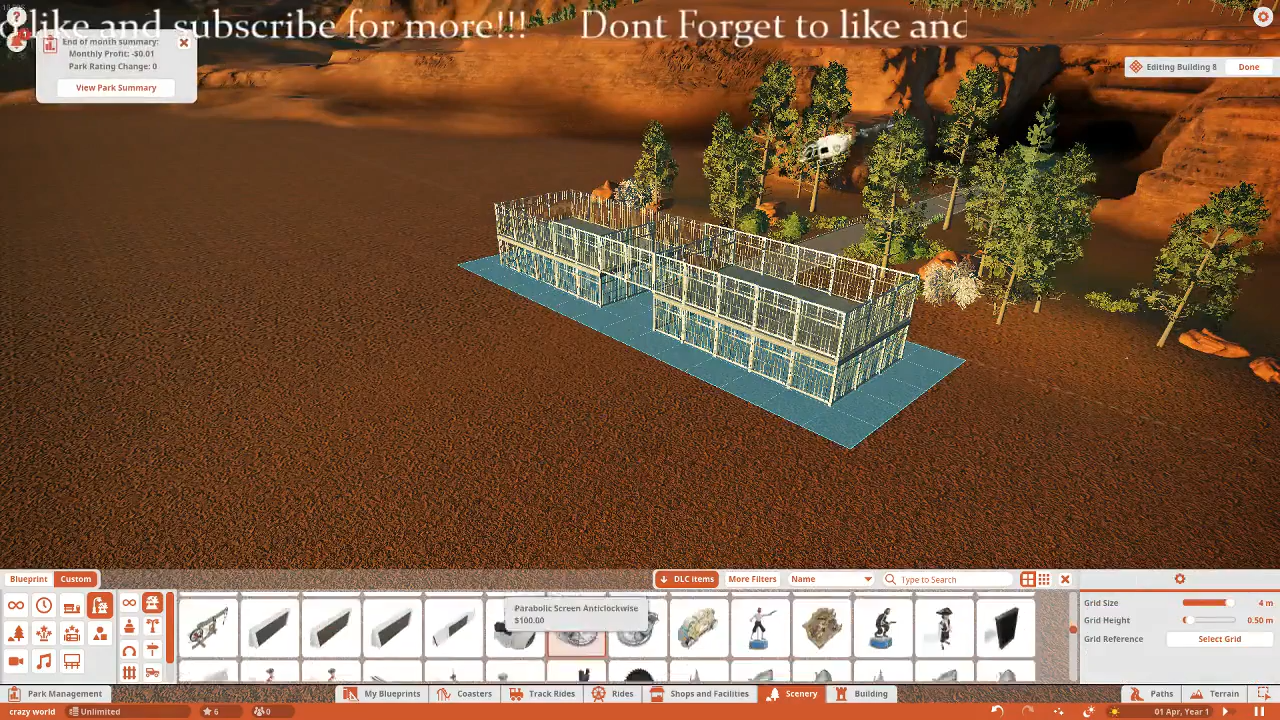 like and subscribe for more!!! Dont Forget to like and
End of month summary:
Monthly Profit: -$0.01
Park Rating Change: 0
View Park Summary
Editing Building 8
Done
Blueprint
Custom
DLC items
More Filters
Name
Type to Search
Parabolic Screen Anticlockwise
$100.00
Grid Size
4 m
Grid Height
0.50 m
Grid Reference
Select Grid
Park Management
My Blueprints
Coasters
Track Rides
Rides
Shops and Facilities
Scenery
Building
Paths
Terrain
crazy world
Unlimited
6
0
01 Apr, Year 1